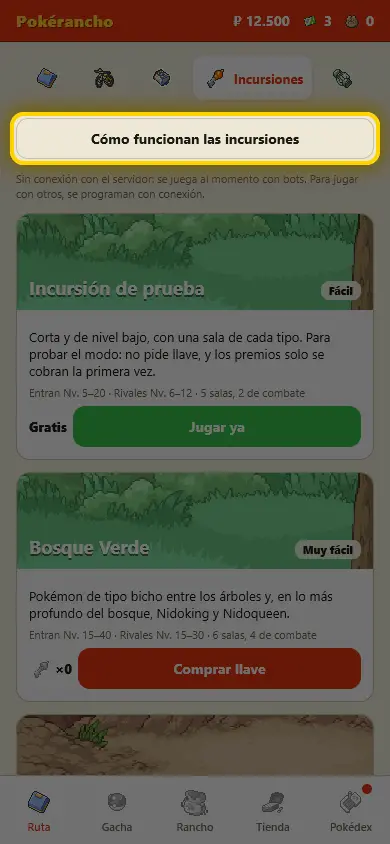 Pokérancho
₽ 12.500
3
0
Incursiones
Cómo funcionan las incursiones
Sin conexión con el servidor: se juega al momento con bots. Para jugar
con otros, se programan con conexión.
Incursión de prueba
Fácil
Corta y de nivel bajo, con una sala de cada tipo. Para
probar el modo: no pide llave, y los premios solo se
cobran la primera vez.
Entran Nv. 5–20 · Rivales Nv. 6–12 · 5 salas, 2 de combate
Gratis
Jugar ya
Bosque Verde
Muy fácil
Pokémon de tipo bicho entre los árboles y, en lo más
profundo del bosque, Nidoking y Nidoqueen.
Entran Nv. 15–40 · Rivales Nv. 15–30 · 6 salas, 4 de combate
×0
Comprar llave
Ruta
Gacha
Rancho
Tienda
Pokédex